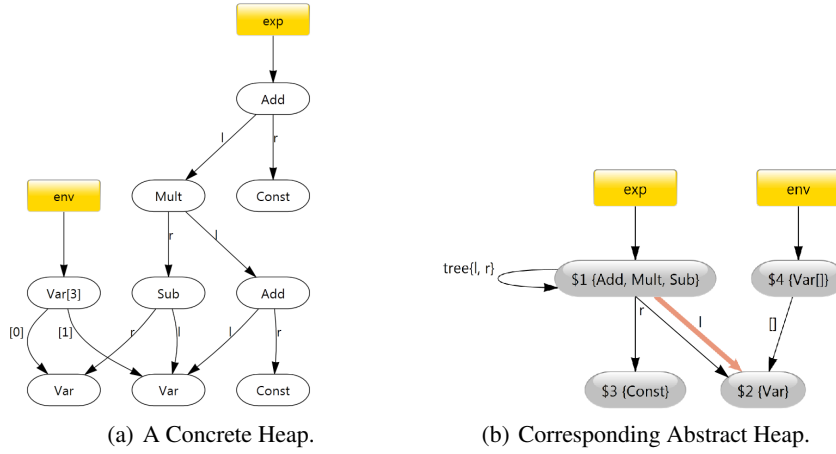 exp
Add
l
r
env
Mult
Const
r
l
Var[3]
Sub
Add
[0]
[1]
r
l
l
r
Var
Var
Const
(a) A Concrete Heap.
exp
env
tree{l, r}
$1 {Add, Mult, Sub}
$4 {Var[]}
r
l
[]
$3 {Const}
$2 {Var}
(b) Corresponding Abstract Heap.